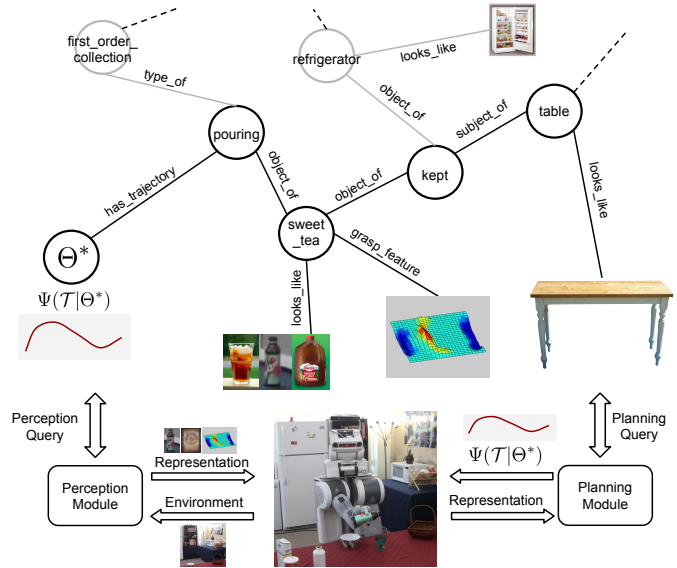 first_order_
collection
refrigerator
looks_like
type_of
object_of
subject_of
table
pouring
has_trajectory
object_of
object_of
kept
looks_like
sweet
_tea
grasp_feature
Θ*
Ψ(𝒯|Θ*)
looks_like
Perception
Query
Planning
Query
Representation
Ψ(𝒯|Θ*)
Perception
Module
Environment
Representation
Planning
Module